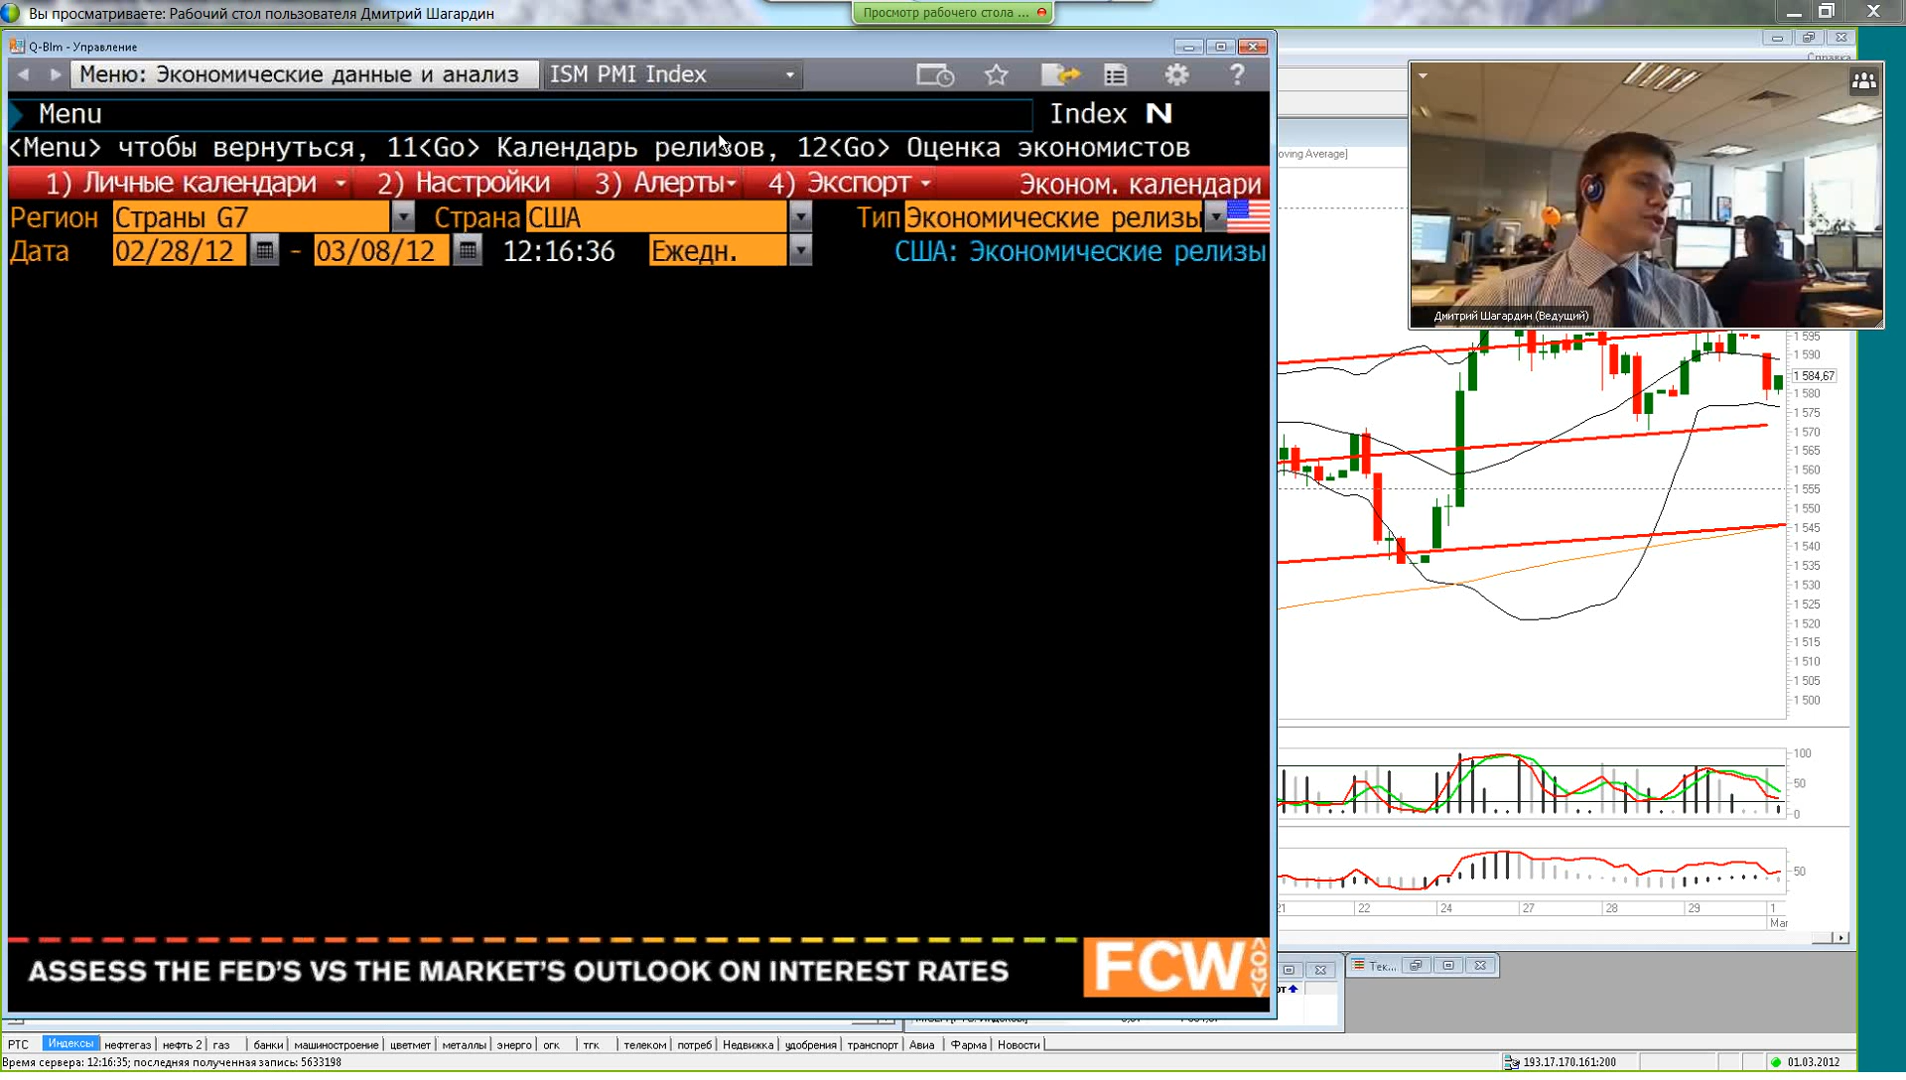 Вы просматриваете: Рабочий стол пользователя Дмитрий Шагардин
Просмотр рабочего стола ...
Q-Blm - Управление
Меню: Экономические данные и анализ
ISM PMI Index
?
Menu
Index N
<Menu> чтобы вернуться, 11<Go> Календарь релизов, 12<Go> Оценка экономистов
1) Личные календари
2) Настройки
3) Алерты
4) Экспорт
Эконом. календари
Регион Страны G7
Страна США
Тип Экономические релизы
Дата 02/28/12 - 03/08/12
12:16:36
Ежедн.
США: Экономические релизы
oving Average]
Дмитрий Шагардин (Ведущий)
1 595
1 590
1 584,67
1 580
1 575
1 570
1 565
1 560
1 555
1 550
1 545
1 540
1 535
1 530
1 525
1 520
1 515
1 510
1 505
1 500
100
50
0
50
21
22
24
27
28
29
1
Mar
ASSESS THE FED'S VS THE MARKET'S OUTLOOK ON INTEREST RATES
FCW
<GO>
Тек...
РТС
Индексы
нефтегаз
нефть 2
газ
банки
машиностроение
цветмет
металлы
энерго
огк
тгк
телеком
потреб
Недвижка
удобрения
транспорт
Авиа
Фарма
Новости
Время сервера: 12:16:35; последняя полученная запись: 5633198
193.17.170.161:200
01.03.2012